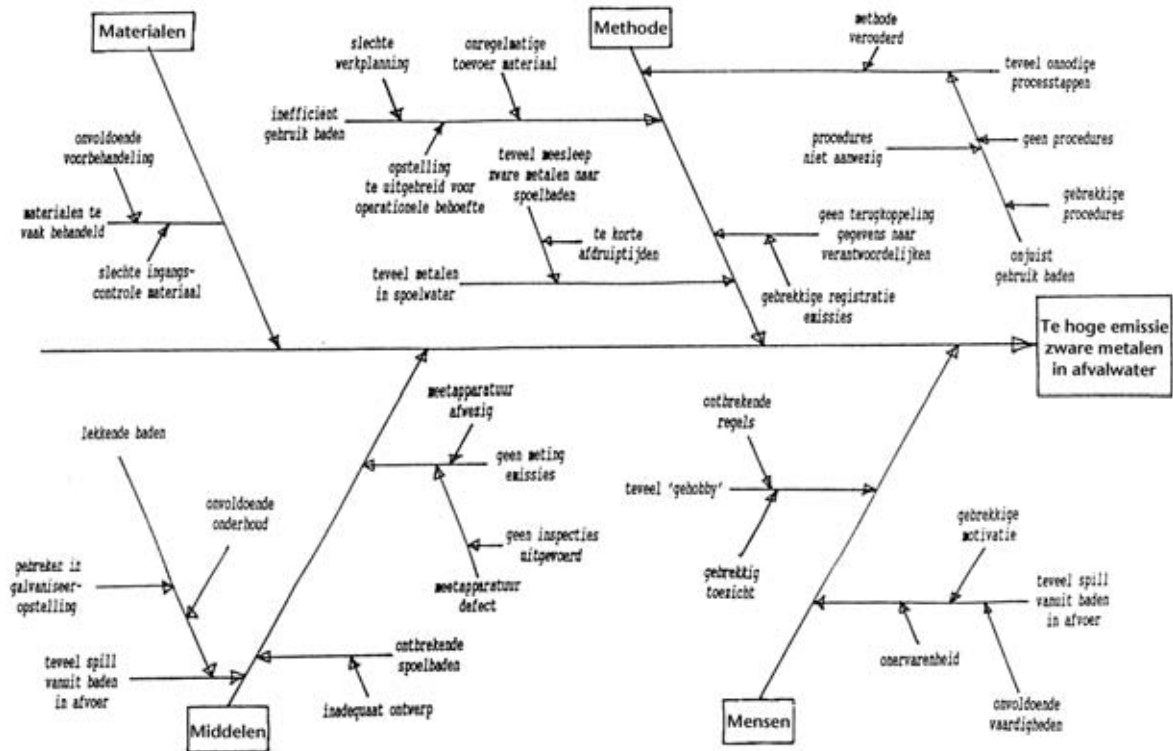 Materialen
Methode
slechte
werkplanning
onregelmatige
toevoer materiaal
methode
verouderd
teveel onnodige
processtappen
inefficiënt
gebruik baden
onvoldoende
voorbehandeling
opstelling
te uitgebreid voor
operationele behoefte
teveel meesleep
zware metalen naar
spoelbaden
procedures
niet aanwezig
geen procedures
gebrekkige
procedures
materialen te
vaak behandeld
slechte ingangs-
controle materiaal
te korte
afdruiptijden
geen terugkoppeling
gegevens naar
verantwoordelijken
onjuist
gebruik baden
teveel metalen
in spoelwater
gebrekkige registratie
emissies
Te hoge emissie
zware metalen
in afvalwater
lekkende baden
meetapparatuur
afwezig
geen meting
emissies
ontbrekende
regels
teveel 'gehobby'
onvoldoende
onderhoud
geen inspecties
uitgevoerd
gebrekkig
toezicht
gebrekkige
motivatie
gebreken in
galvaniseer-
opstelling
meetapparatuur
defect
teveel spill
vanuit baden
in afvoer
teveel spill
vanuit baden
in afvoer
ontbrekende
spoelbaden
onervarenheid
inadequaat ontwerp
onvoldoende
vaardigheden
Middelen
Mensen